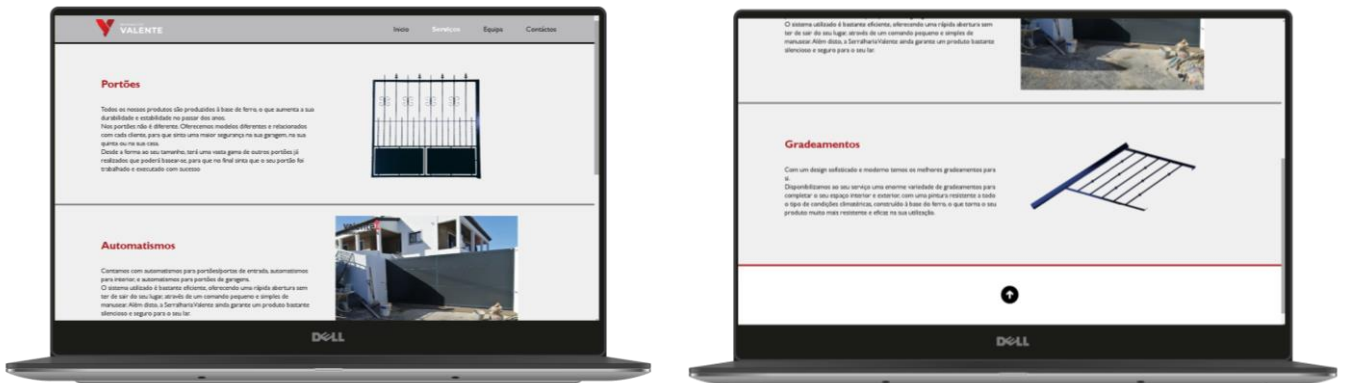 VALENTE
Início Serviços Equipa Contáctos
Portões
Todos os nossos produtos são produzidos à base de ferro, o que aumenta a sua
durabilidade e estabilidade no passar dos anos.
Nos portões não é diferente. Oferecemos modelos diferentes e relacionados
com cada cliente, para que sinta uma maior segurança na sua garagem, na sua
quinta ou na sua casa.
Desde a forma ao seu tamanho, terá uma vasta gama de outros portões já
realizados que poderá basear-se, para que no final sinta que o seu portão foi
trabalhado e executado com sucesso
Automatismos
Contamos com automatismos para portões/portas de entrada, automatismos
para interior, e automatismos para portões de garagens.
O sistema utilizado é bastante eficiente, oferecendo uma rápida abertura sem
ter de sair do seu lugar, através de um comando pequeno e simples de
manusear. Além disto, a Serralharia Valente ainda garante um produto bastante
silencioso e seguro para o seu lar.
DELL
O sistema utilizado é bastante eficiente, oferecendo uma rápida abertura sem
ter de sair do seu lugar, através de um comando pequeno e simples de
manusear. Além disto, a Serralharia Valente ainda garante um produto bastante
silencioso e seguro para o seu lar.
Gradeamentos
Com um design sofisticado e moderno temos os melhores gradeamentos para
si.
Disponibilizamos ao seu serviço uma enorme variedade de gradeamentos para
completar o seu espaço interior e exterior, com uma pintura resistente a todo
o tipo de condições climatéricas, construído à base do ferro, o que torna o seu
produto muito mais resistente e eficaz na sua utilização.
DELL